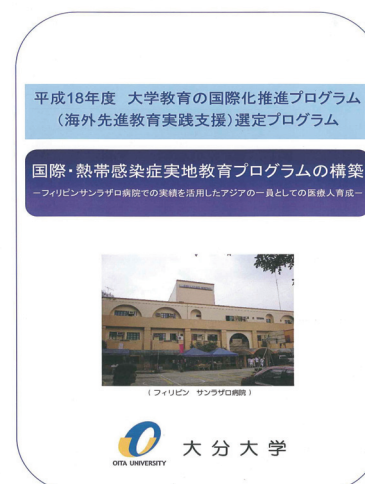 平成18年度 大学教育の国際化推進プログラム
（海外先進教育実践支援）選定プログラム
国際・熱帯感染症実地教育プログラムの構築
－フィリピンサンラザロ病院での実績を活用したアジアの一員としての医療人育成－
（フィリピン サンラザロ病院）
OITA UNIVERSITY
大分大学